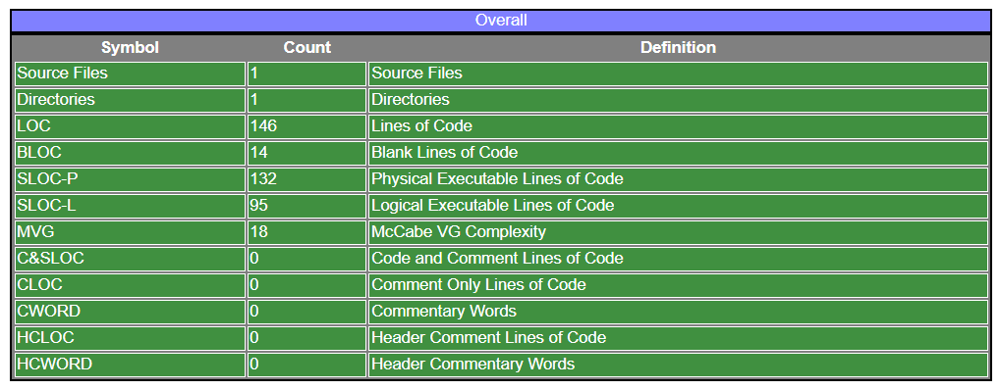 Overall
Symbol Count Definition
Source Files 1 Source Files
Directories 1 Directories
LOC 146 Lines of Code
BLOC 14 Blank Lines of Code
SLOC-P 132 Physical Executable Lines of Code
SLOC-L 95 Logical Executable Lines of Code
MVG 18 McCabe VG Complexity
C&SLOC 0 Code and Comment Lines of Code
CLOC 0 Comment Only Lines of Code
CWORD 0 Commentary Words
HCLOC 0 Header Comment Lines of Code
HCWORD 0 Header Commentary Words